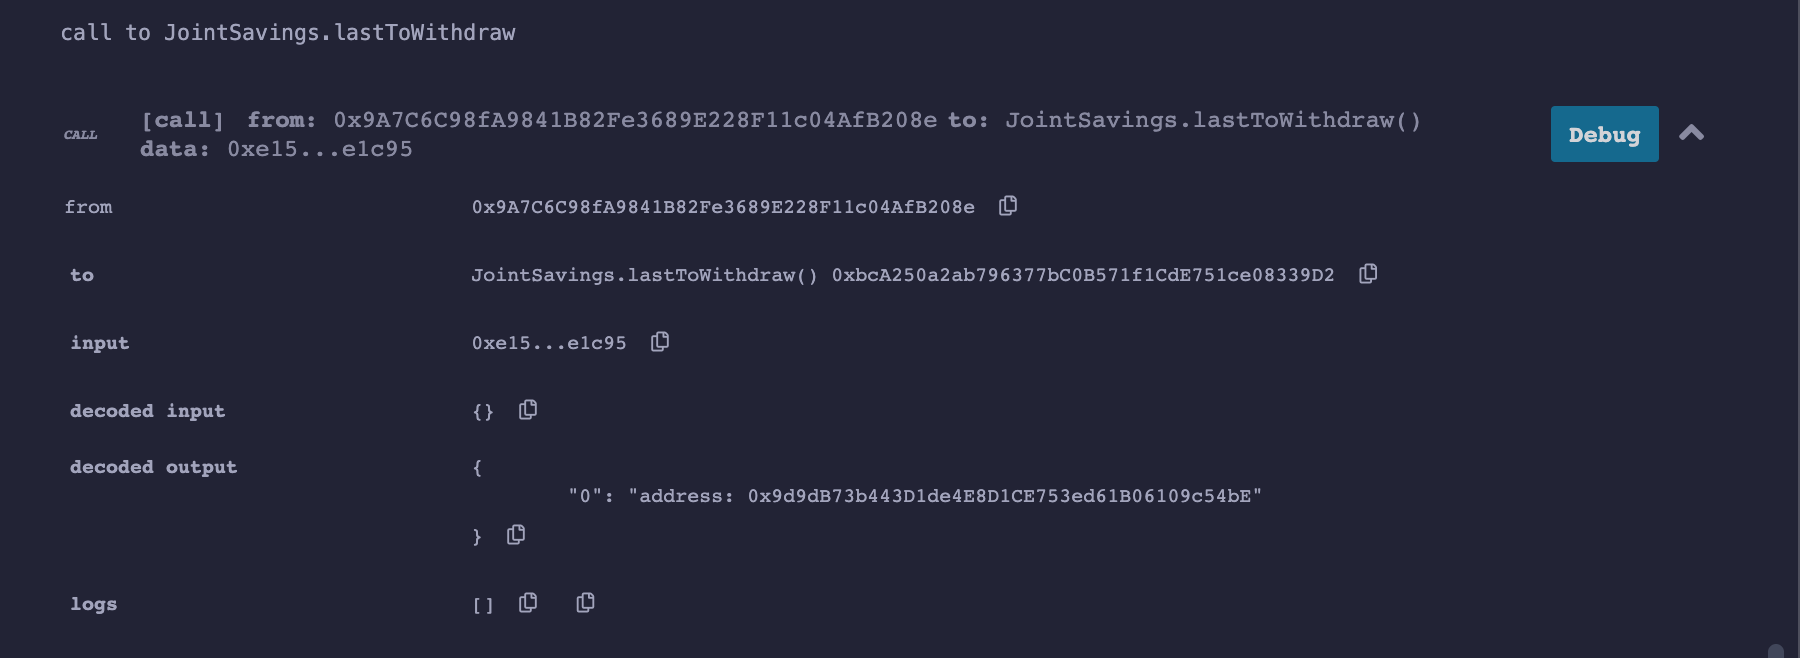 call to JointSavings.lastToWithdraw
CALL
[call] from: 0x9A7C6C98fA9841B82Fe3689E228F11c04AfB208e to: JointSavings.lastToWithdraw()
data: 0xe15...e1c95
Debug
from 0x9A7C6C98fA9841B82Fe3689E228F11c04AfB208e
to JointSavings.lastToWithdraw() 0xbcA250a2ab796377bC0B571f1CdE751ce08339D2
input 0xe15...e1c95
decoded input {}
decoded output {
"0": "address: 0x9d9dB73b443D1de4E8D1CE753ed61B06109c54bE"
}
logs []